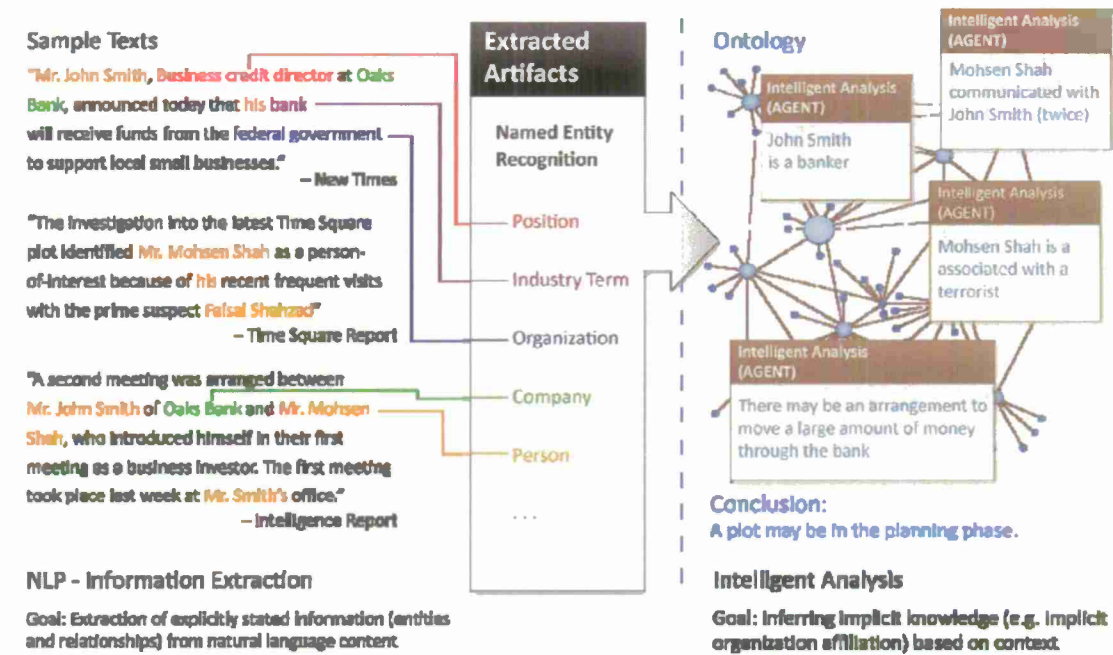 Sample Texts
"Mr. John Smith, Business credit director at Oaks
Bank, announced today that his bank
will receive funds from the federal government
to support local small businesses."
– New Times
"The investigation into the latest Time Square
plot identified Mr. Mohsen Shah as a person-
of-interest because of his recent frequent visits
with the prime suspect Faisal Shahzad"
– Time Square Report
"A second meeting was arranged between
Mr. John Smith of Oaks Bank and Mr. Mohsen
Shah, who introduced himself in their first
meeting as a business investor. The first meeting
took place last week at Mr. Smith's office."
– Intelligence Report
NLP - Information Extraction
Goal: Extraction of explicitly stated information (entities
and relationships) from natural language content
Extracted
Artifacts
Named Entity
Recognition
Position
Industry Term
Organization
Company
Person
...
Ontology
Intelligent Analysis
(AGENT)
Mohsen Shah
communicated with
John Smith (twice)
Intelligent Analysis
(AGENT)
John Smith
is a banker
Intelligent Analysis
(AGENT)
Mohsen Shah is a
associated with a
terrorist
Intelligent Analysis
(AGENT)
There may be an arrangement to
move a large amount of money
through the bank
Conclusion:
A plot may be in the planning phase.
Intelligent Analysis
Goal: Inferring implicit knowledge (e.g. implicit
organization affiliation) based on context